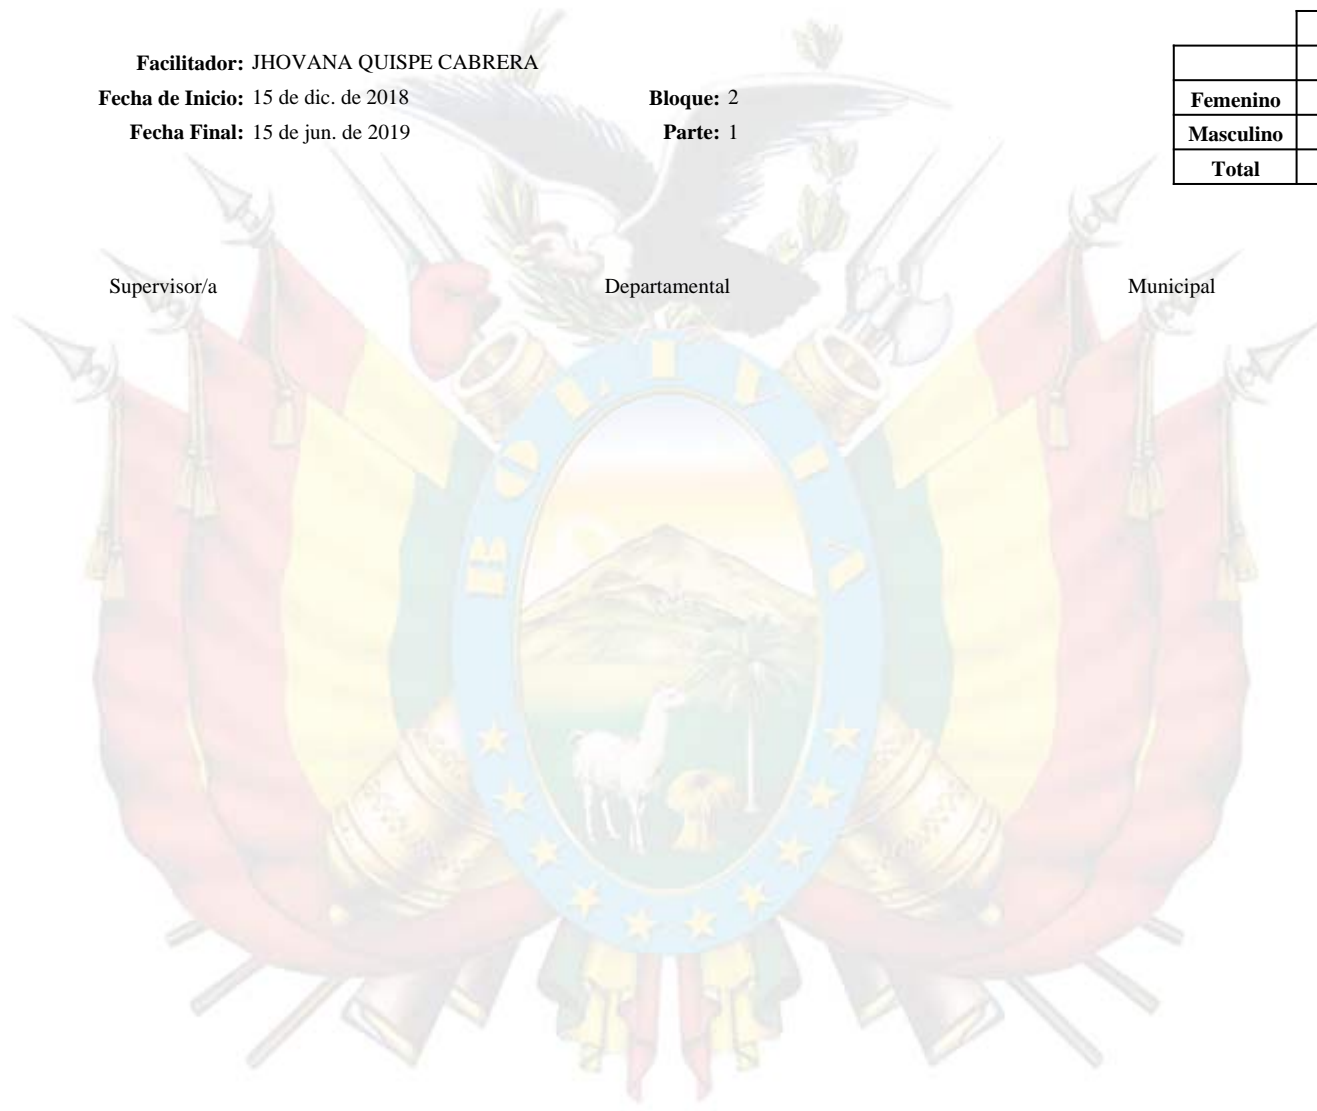 Facilitador: JHOVANA QUISPE CABRERA
Fecha de Inicio: 15 de dic. de 2018 Bloque: 2
Femenino
Fecha Final: 15 de jun. de 2019 Parte: 1
Masculino
Total
Supervisor/a Departamental Municipal
BOLIVIA